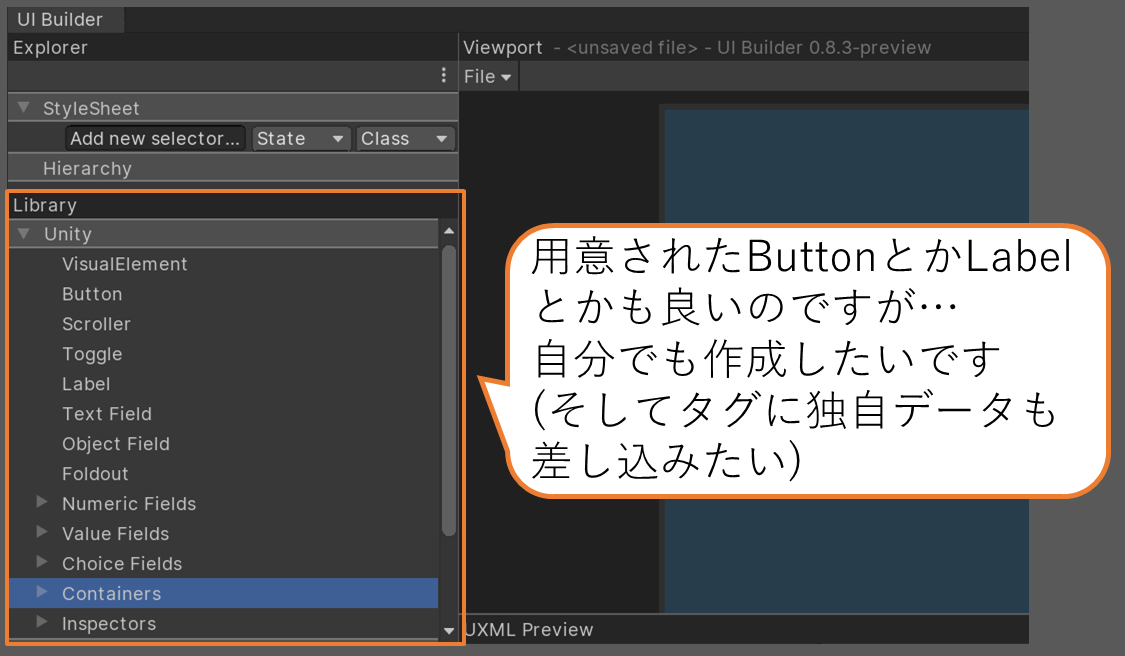 UI Builder
Explorer
Viewport - <unsaved file> - UI Builder 0.8.3-preview
File
StyleSheet
Add new selector... State Class
Hierarchy
Library
Unity
VisualElement
Button
Scroller
Toggle
Label
Text Field
Object Field
Foldout
Numeric Fields
Value Fields
Choice Fields
Containers
Inspectors
用意されたButtonとかLabel
とかも良いのですが…
自分でも作成したいです
(そしてタグに独自データも
差し込みたい)
UXML Preview